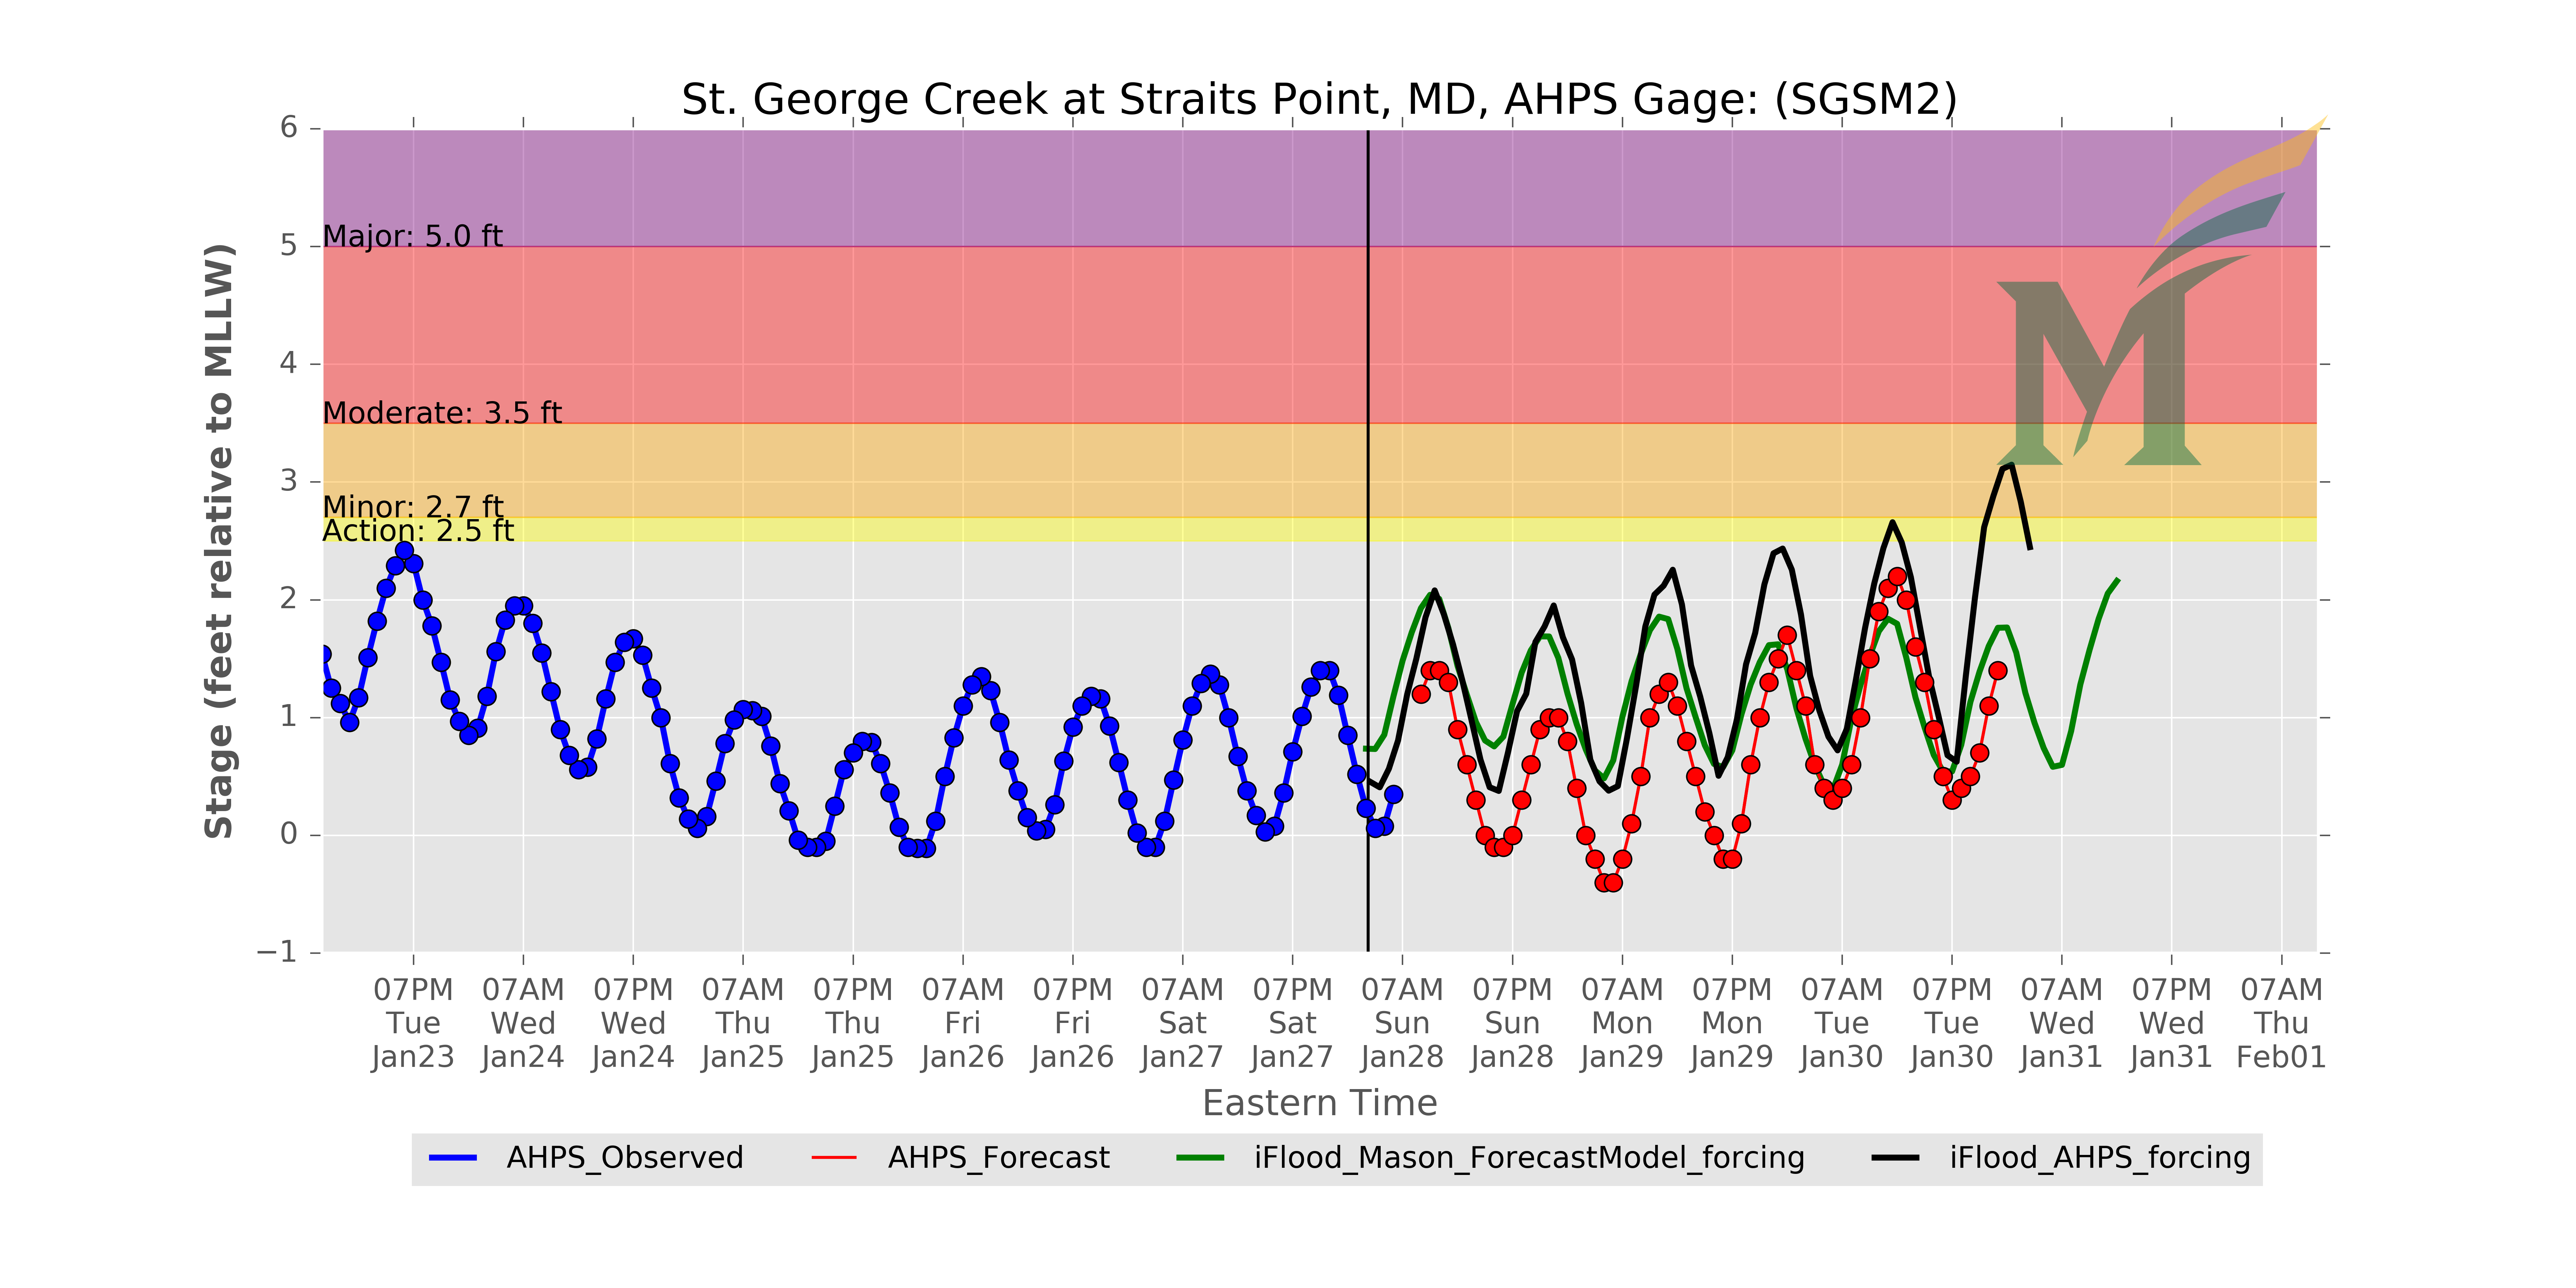 St. George Creek at Straits Point, MD, AHPS Gage: (SGSM2)
Stage (feet relative to MLLW)
6
5
4
3
2
1
0
−1
Major: 5.0 ft
Moderate: 3.5 ft
Minor: 2.7 ft
Action: 2.5 ft
M
07PM 07AM 07PM 07AM 07PM 07AM 07PM 07AM 07PM 07AM 07PM 07AM 07PM 07AM 07PM 07AM 07PM 07AM
Tue Wed Wed Thu Thu Fri Fri Sat Sat Sun Sun Mon Mon Tue Tue Wed Wed Thu
Jan23 Jan24 Jan24 Jan25 Jan25 Jan26 Jan26 Jan27 Jan27 Jan28 Jan28 Jan29 Jan29 Jan30 Jan30 Jan31 Jan31 Feb01
Eastern Time
AHPS_Observed AHPS_Forecast iFlood_Mason_ForecastModel_forcing iFlood_AHPS_forcing